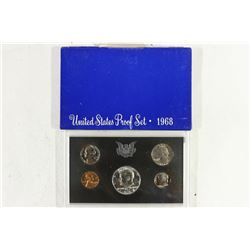 United States Proof Set • 1968